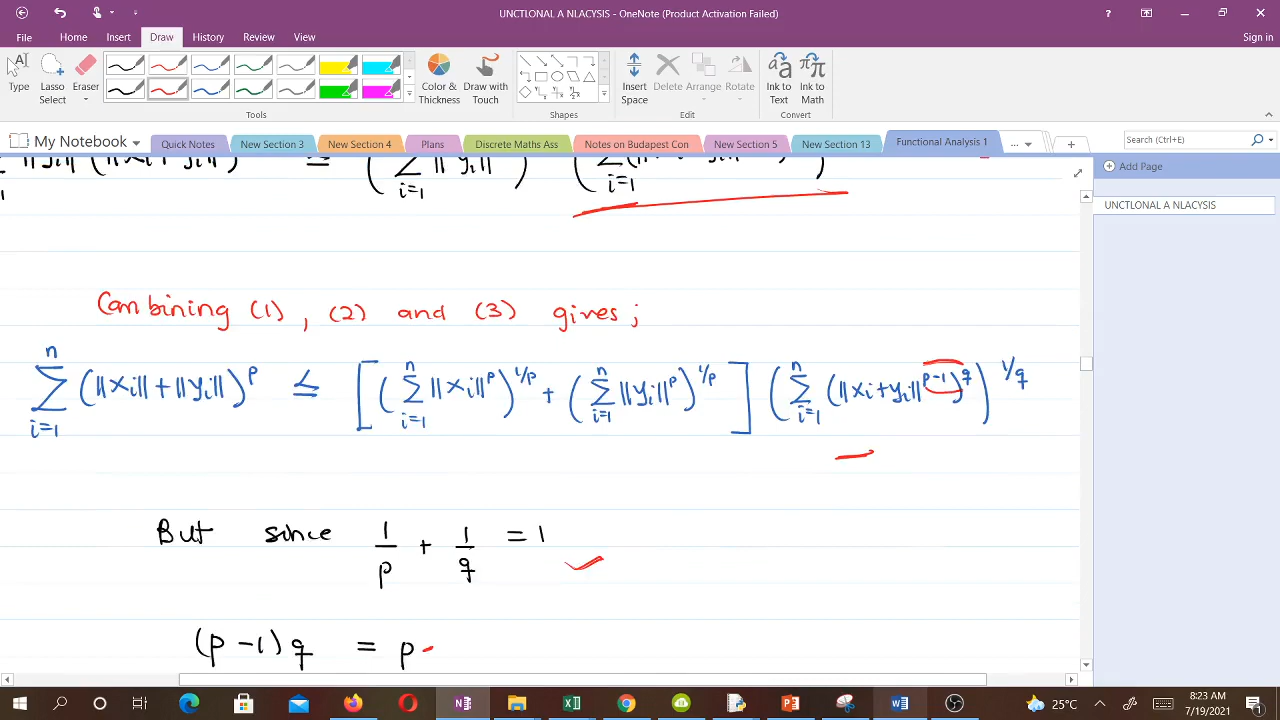 UNCTLONAL A NLACYSIS - OneNote (Product Activation Failed)
Sign in
File Home Insert Draw History Review View
Type Lasso Select Eraser Color & Thickness Draw with Touch Insert Space Delete Arrange Rotate Ink to Text Ink to Math
Tools Shapes Edit Convert
My Notebook Quick Notes New Section 3 New Section 4 Plans Discrete Maths Ass Notes on Budapest Con New Section 5 New Section 13 Functional Analysis 1 ... Search (Ctrl+E)
Add Page
UNCTLONAL A NLACYSIS
Combining (1), (2) and (3) gives;
∑_{i=1}^{n} (||xi|| + ||yi||)^p ≤ [ (∑_{i=1}^{n} ||xi||^p)^{1/p} + (∑_{i=1}^{n} ||yi||^p)^{1/p} ] (∑_{i=1}^{n} (||xi + yi||^{p-1})^q)^{1/q}
But since 1/p + 1/q = 1
(p-1)q = p
25°C
8:23 AM
7/19/2021